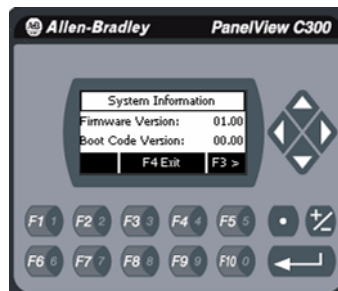 AB Allen-Bradley PanelView C300
System Information
Firmware Version: 01.00
Boot Code Version: 00.00
F4 Exit F3 >
F1 1 F2 2 F3 3 F4 4 F5 5 • +/-
F6 6 F7 7 F8 8 F9 9 F10 0